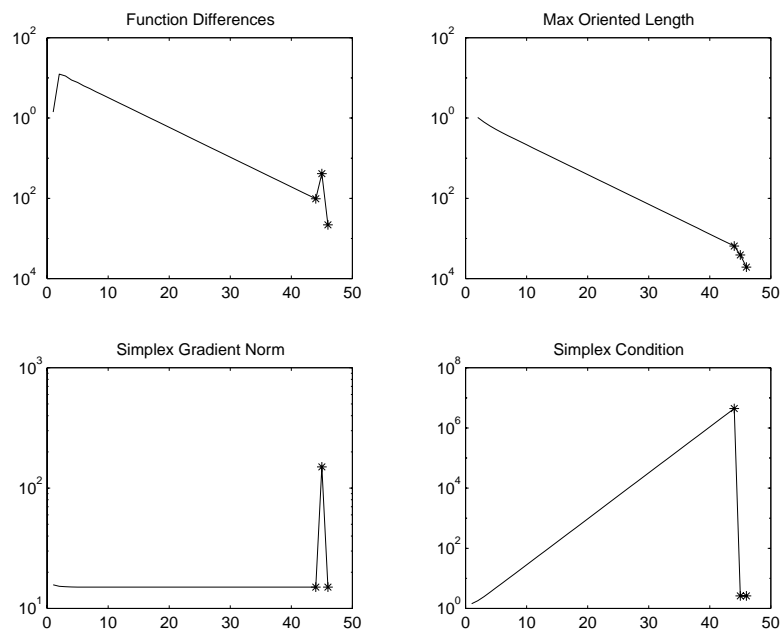 Function Differences
10^2
10^0
10^2
10^4
0 10 20 30 40 50
Max Oriented Length
10^2
10^0
10^2
10^4
0 10 20 30 40 50
Simplex Gradient Norm
10^3
10^2
10^1
0 10 20 30 40 50
Simplex Condition
10^8
10^6
10^4
10^2
10^0
0 10 20 30 40 50